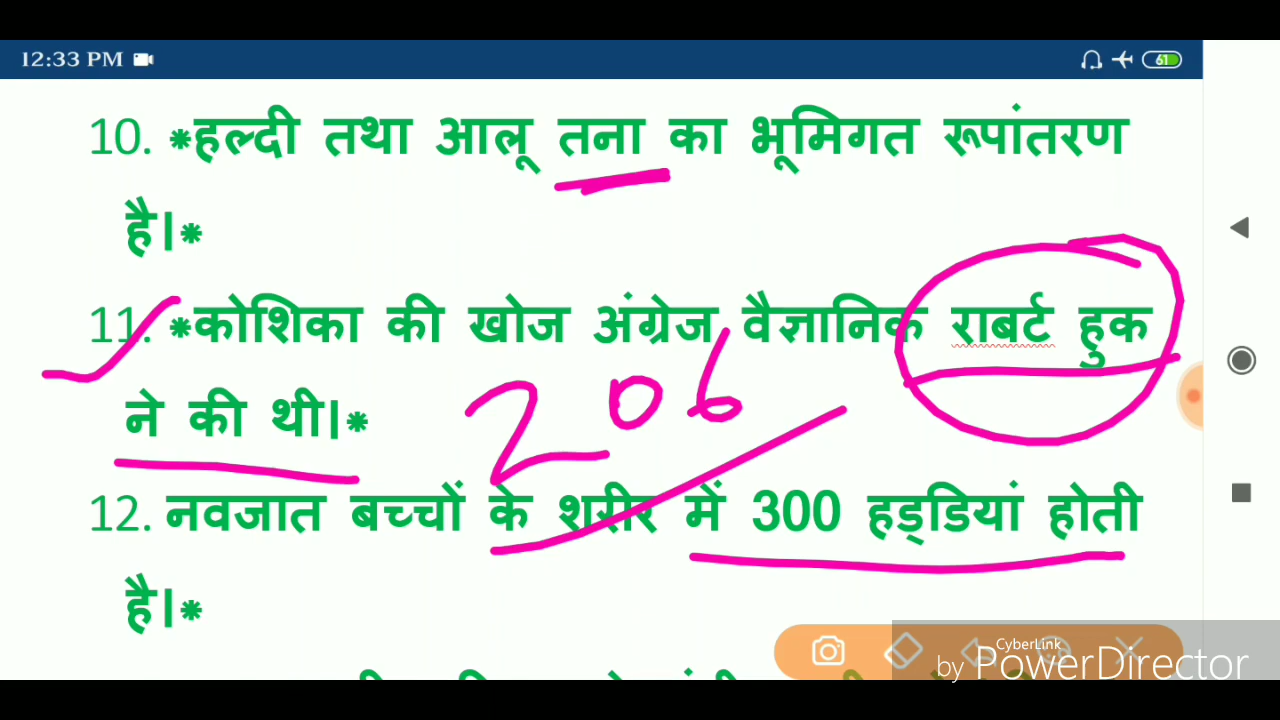 12:33 PM
61
10. *हल्दी तथा आलू तना का भूमिगत रूपांतरण
है।*
11. *कोशिका की खोज अंग्रेज वैज्ञानिक राबर्ट हुक
ने की थी।*
206
12. नवजात बच्चों के शरीर में 300 हड्डियां होती
है।*
CyberLink
by PowerDirector